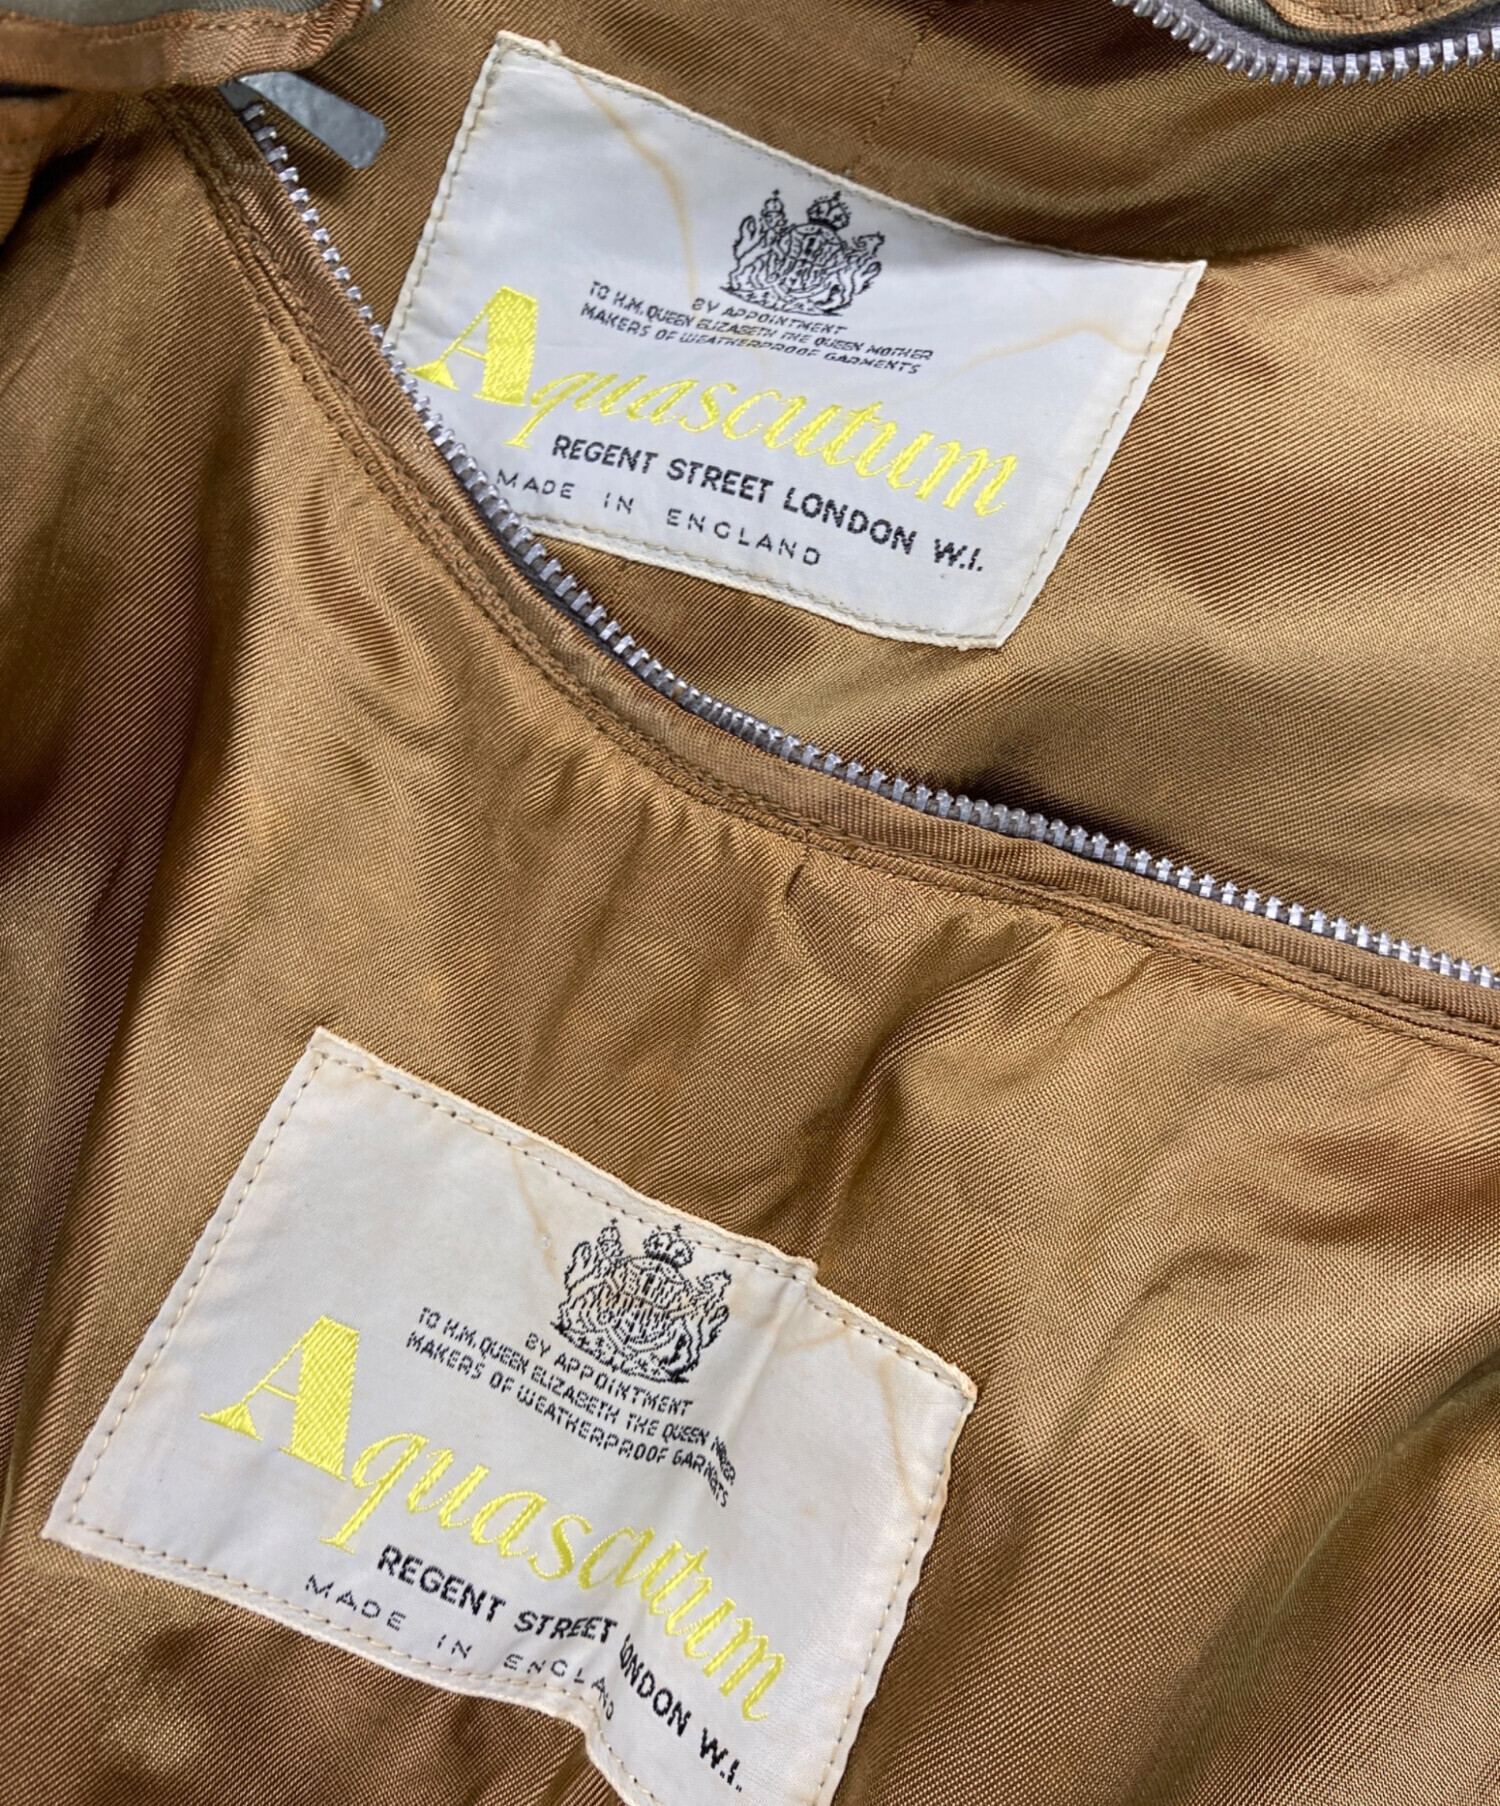 BY APPOINTMENT
TO H.M. QUEEN ELIZABETH THE QUEEN MOTHER
MAKERS OF WEATHERPROOF GARMENTS
Aquascutum
REGENT STREET LONDON W.I.
MADE IN ENGLAND
BY APPOINTMENT
TO H.M. QUEEN ELIZABETH THE QUEEN MOTHER
MAKERS OF WEATHERPROOF GARMENTS
Aquascutum
REGENT STREET LONDON W.I.
MADE IN ENGLAND